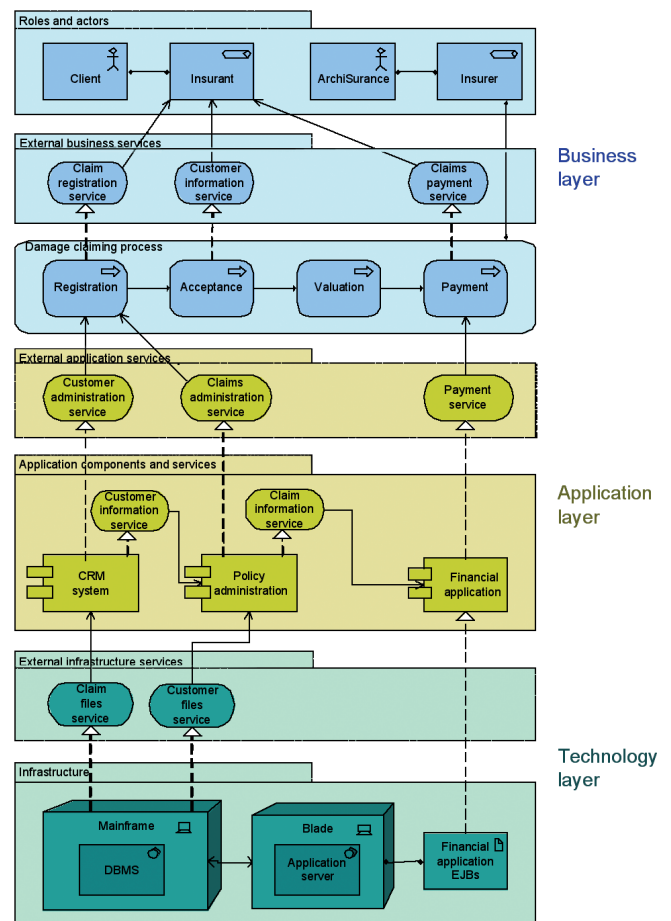 Roles and actors
Client
Insurant
ArchiSurance
Insurer
External business services
Claim
registration
service
Customer
information
service
Claims
payment
service
Business
layer
Damage claiming process
Registration
Acceptance
Valuation
Payment
External application services
Customer
administration
service
Claims
administration
service
Payment
service
Application components and services
Customer
information
service
Claim
information
service
Application
layer
CRM
system
Policy
administration
Financial
application
External infrastructure services
Claim
files
service
Customer
files
service
Technology
layer
Infrastructure
Mainframe
DBMS
Blade
Application
server
Financial
application
EJBs